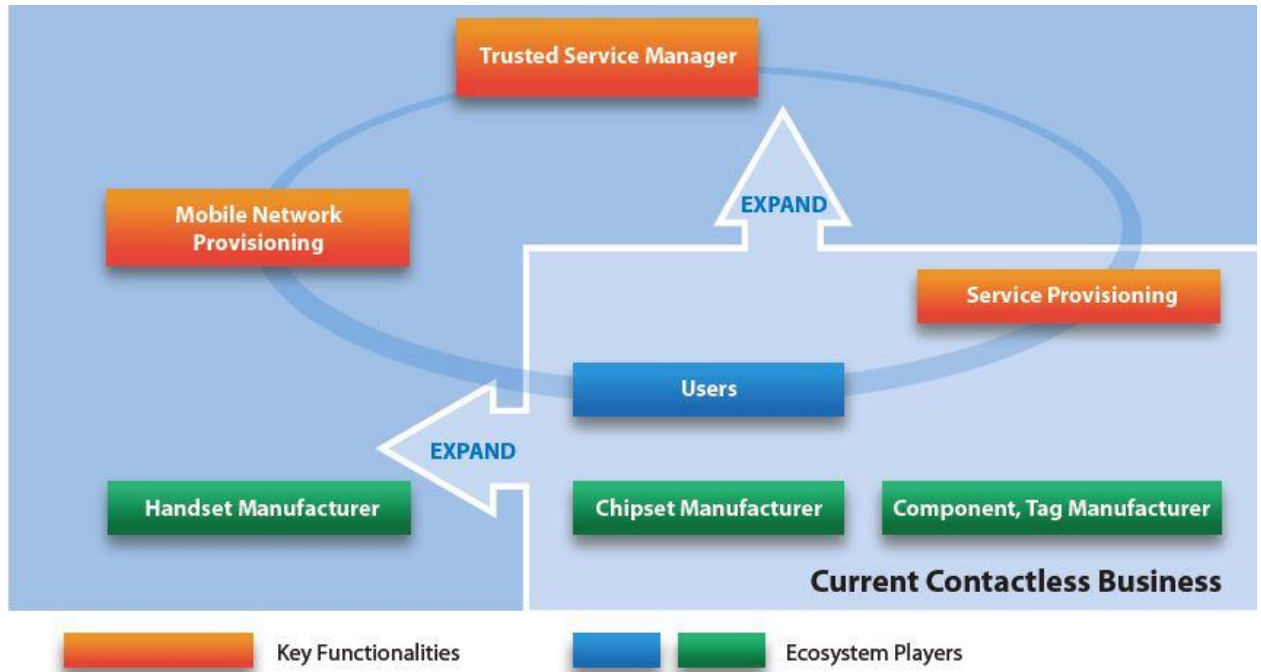 Trusted Service Manager
EXPAND
Mobile Network
Provisioning
Service Provisioning
Users
EXPAND
Handset Manufacturer
Chipset Manufacturer
Component, Tag Manufacturer
Current Contactless Business
Key Functionalities
Ecosystem Players